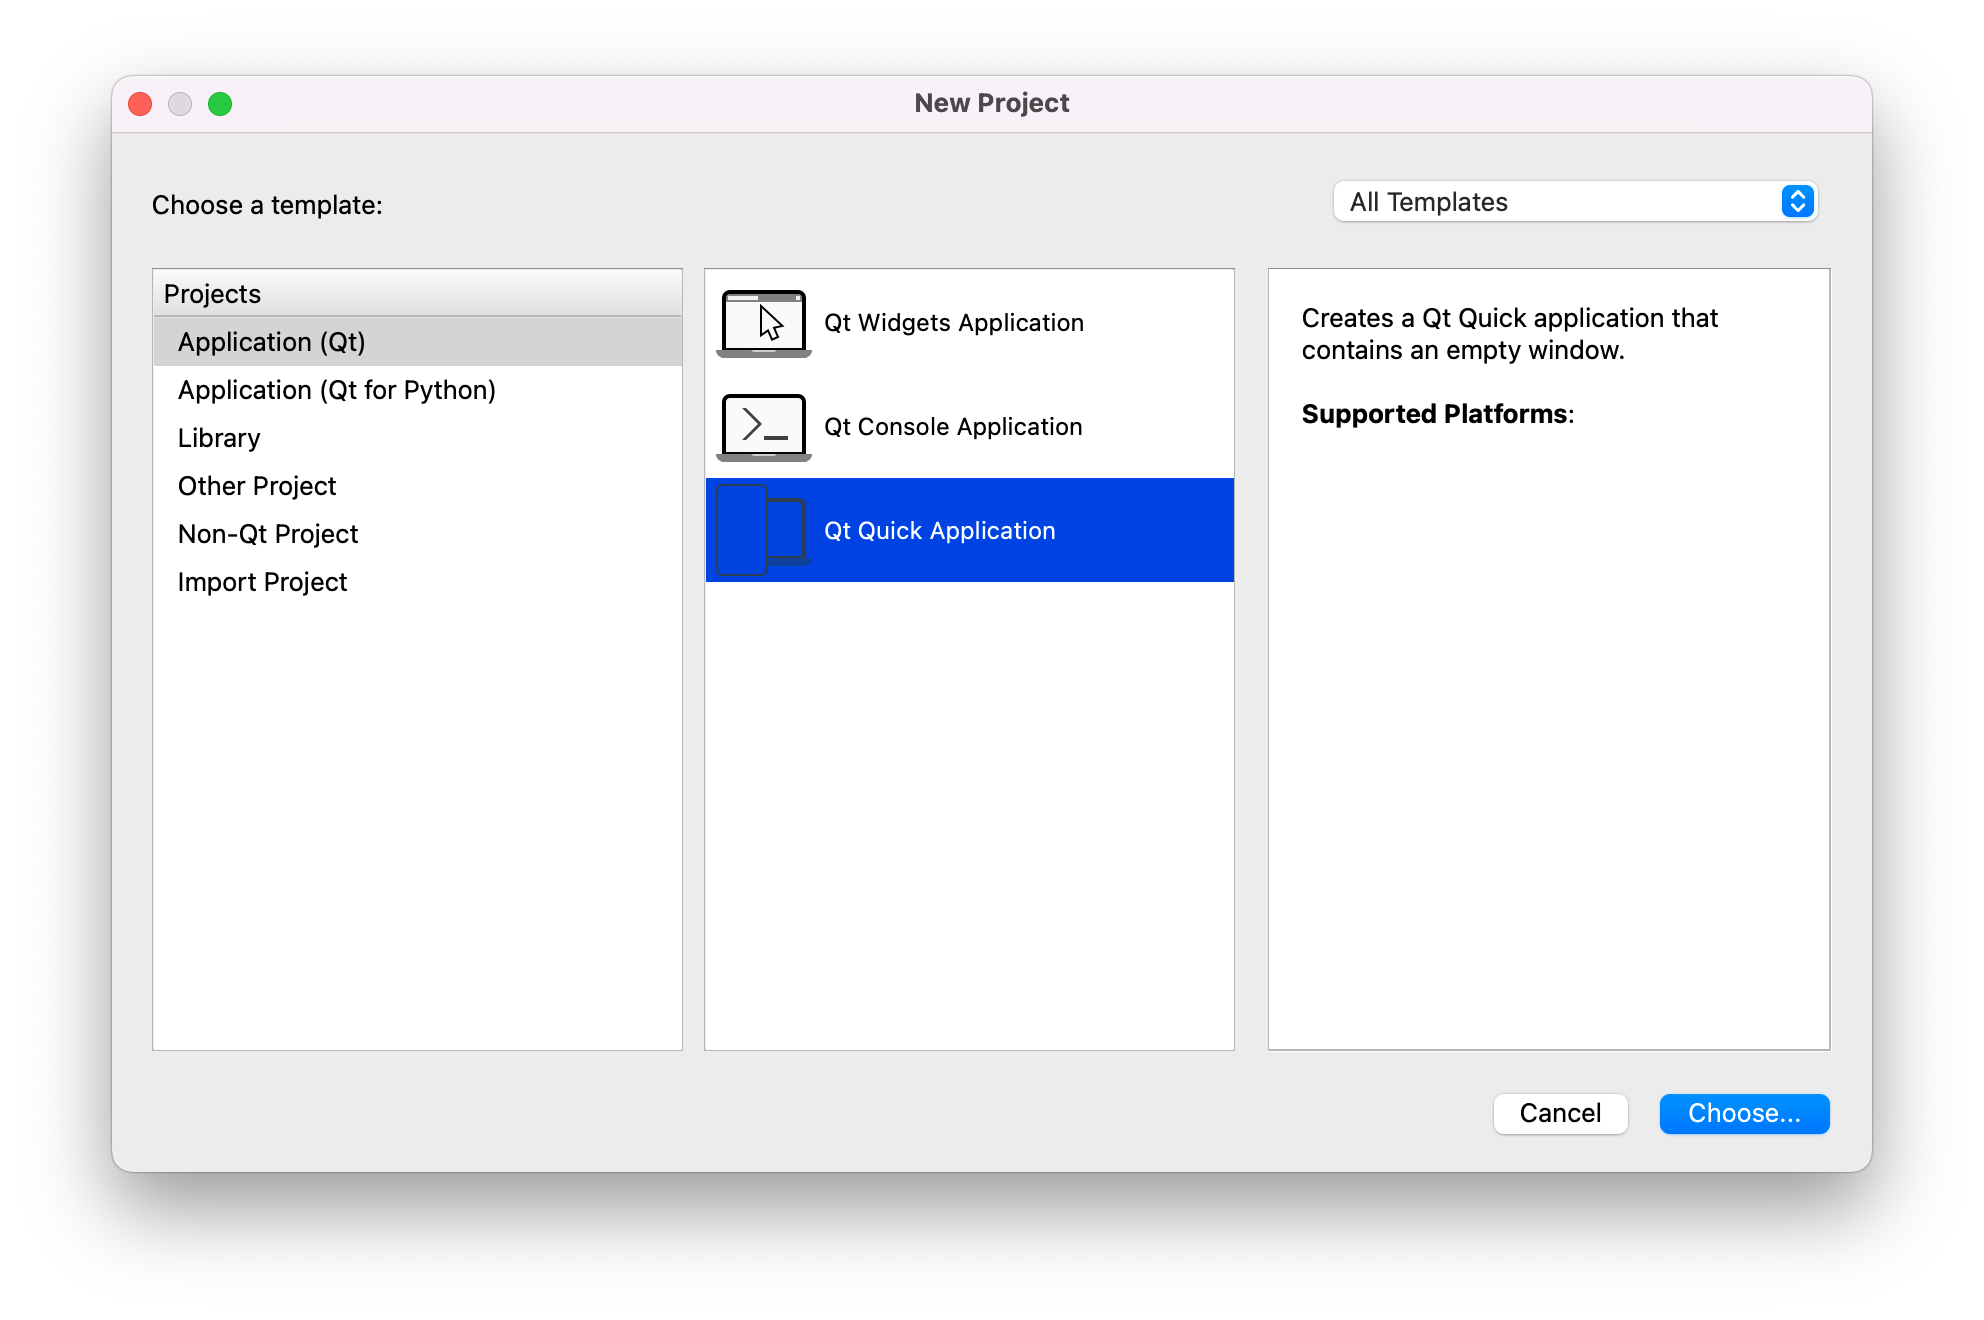 New Project
Choose a template:
All Templates
Projects
Application (Qt)
Application (Qt for Python)
Library
Other Project
Non-Qt Project
Import Project
Qt Widgets Application
Qt Console Application
Qt Quick Application
Creates a Qt Quick application that
contains an empty window.
Supported Platforms:
Cancel
Choose...